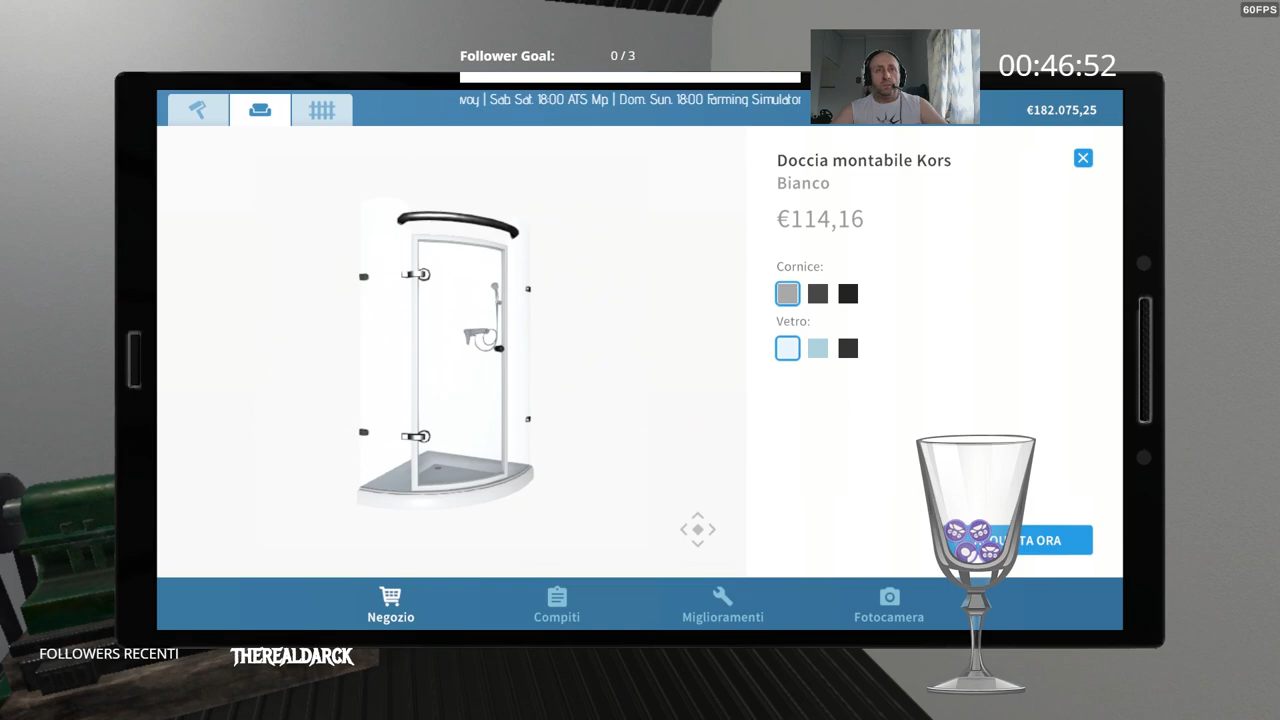 60FPS
Follower Goal: 0 / 3
00:46:52
| Sab Sat. 18:00 ATS Mp | Dom. Sun. 18:00 Farming Simulator
€182.075,25
Doccia montabile Kors
Bianco
€114,16
Cornice:
Vetro:
ORA
Negozio
Compiti
Miglioramenti
Fotocamera
FOLLOWERS RECENTI
THEREALDARCK